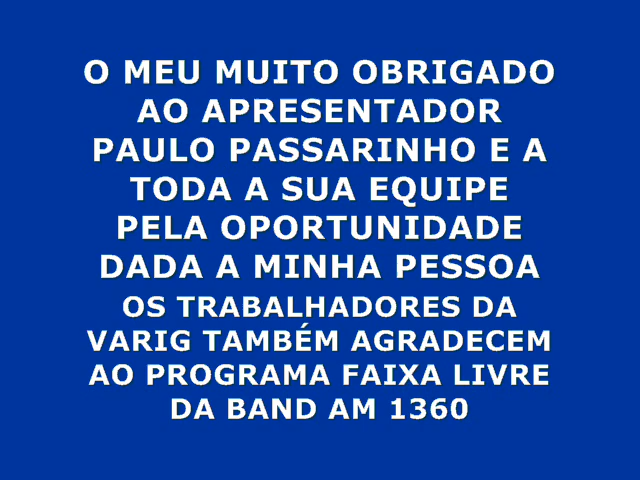 O MEU MUITO OBRIGADO
AO APRESENTADOR
PAULO PASSARINHO E A
TODA A SUA EQUIPE
PELA OPORTUNIDADE
DADA A MINHA PESSOA
OS TRABALHADORES DA
VARIG TAMBÉM AGRADECEM
AO PROGRAMA FAIXA LIVRE
DA BAND AM 1360